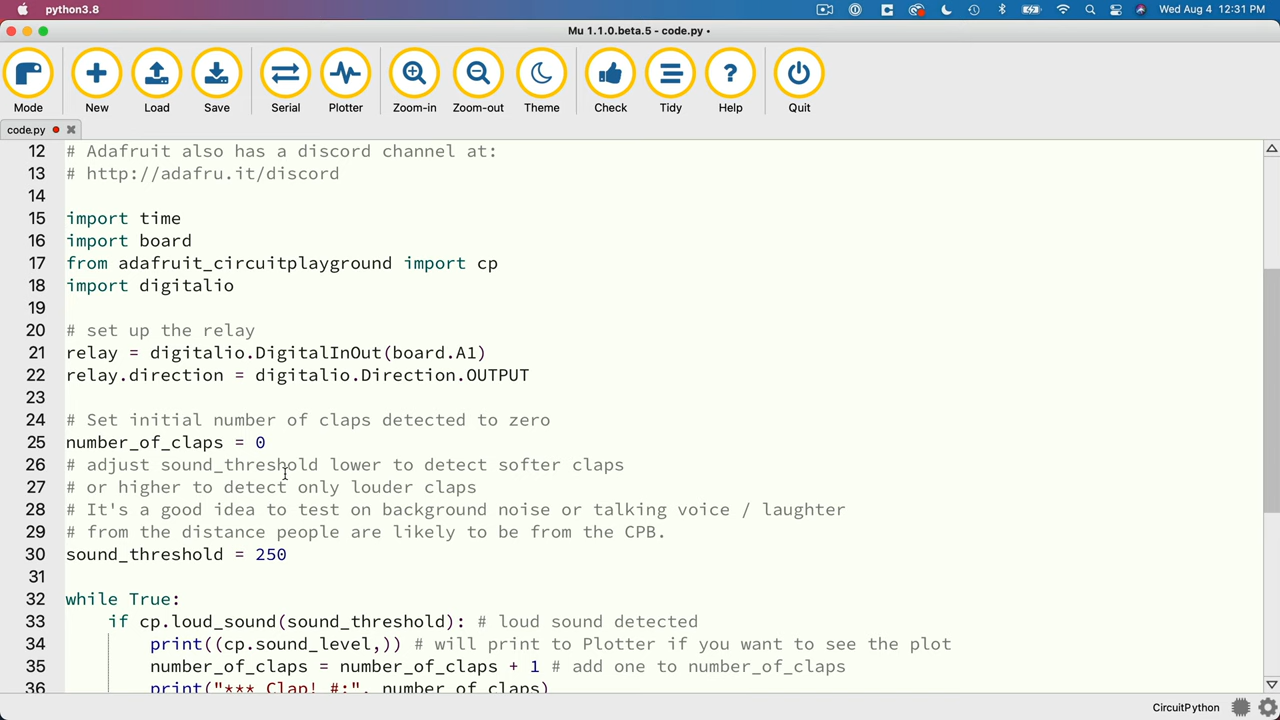 python3.8
Wed Aug 4 12:31 PM
Mu 1.1.0.beta.5 - code.py •
Mode New Load Save Serial Plotter Zoom-in Zoom-out Theme Check Tidy Help Quit
code.py
12 # Adafruit also has a discord channel at:
13 # http://adafru.it/discord
14
15 import time
16 import board
17 from adafruit_circuitplayground import cp
18 import digitalio
19
20 # set up the relay
21 relay = digitalio.DigitalInOut(board.A1)
22 relay.direction = digitalio.Direction.OUTPUT
23
24 # Set initial number of claps detected to zero
25 number_of_claps = 0
26 # adjust sound_threshold lower to detect softer claps
27 # or higher to detect only louder claps
28 # It's a good idea to test on background noise or talking voice / laughter
29 # from the distance people are likely to be from the CPB.
30 sound_threshold = 250
31
32 while True:
33 if cp.loud_sound(sound_threshold): # loud sound detected
34 print((cp.sound_level,)) # will print to Plotter if you want to see the plot
35 number_of_claps = number_of_claps + 1 # add one to number_of_claps
36 print("*** Clap! #:", number_of_claps)
CircuitPython